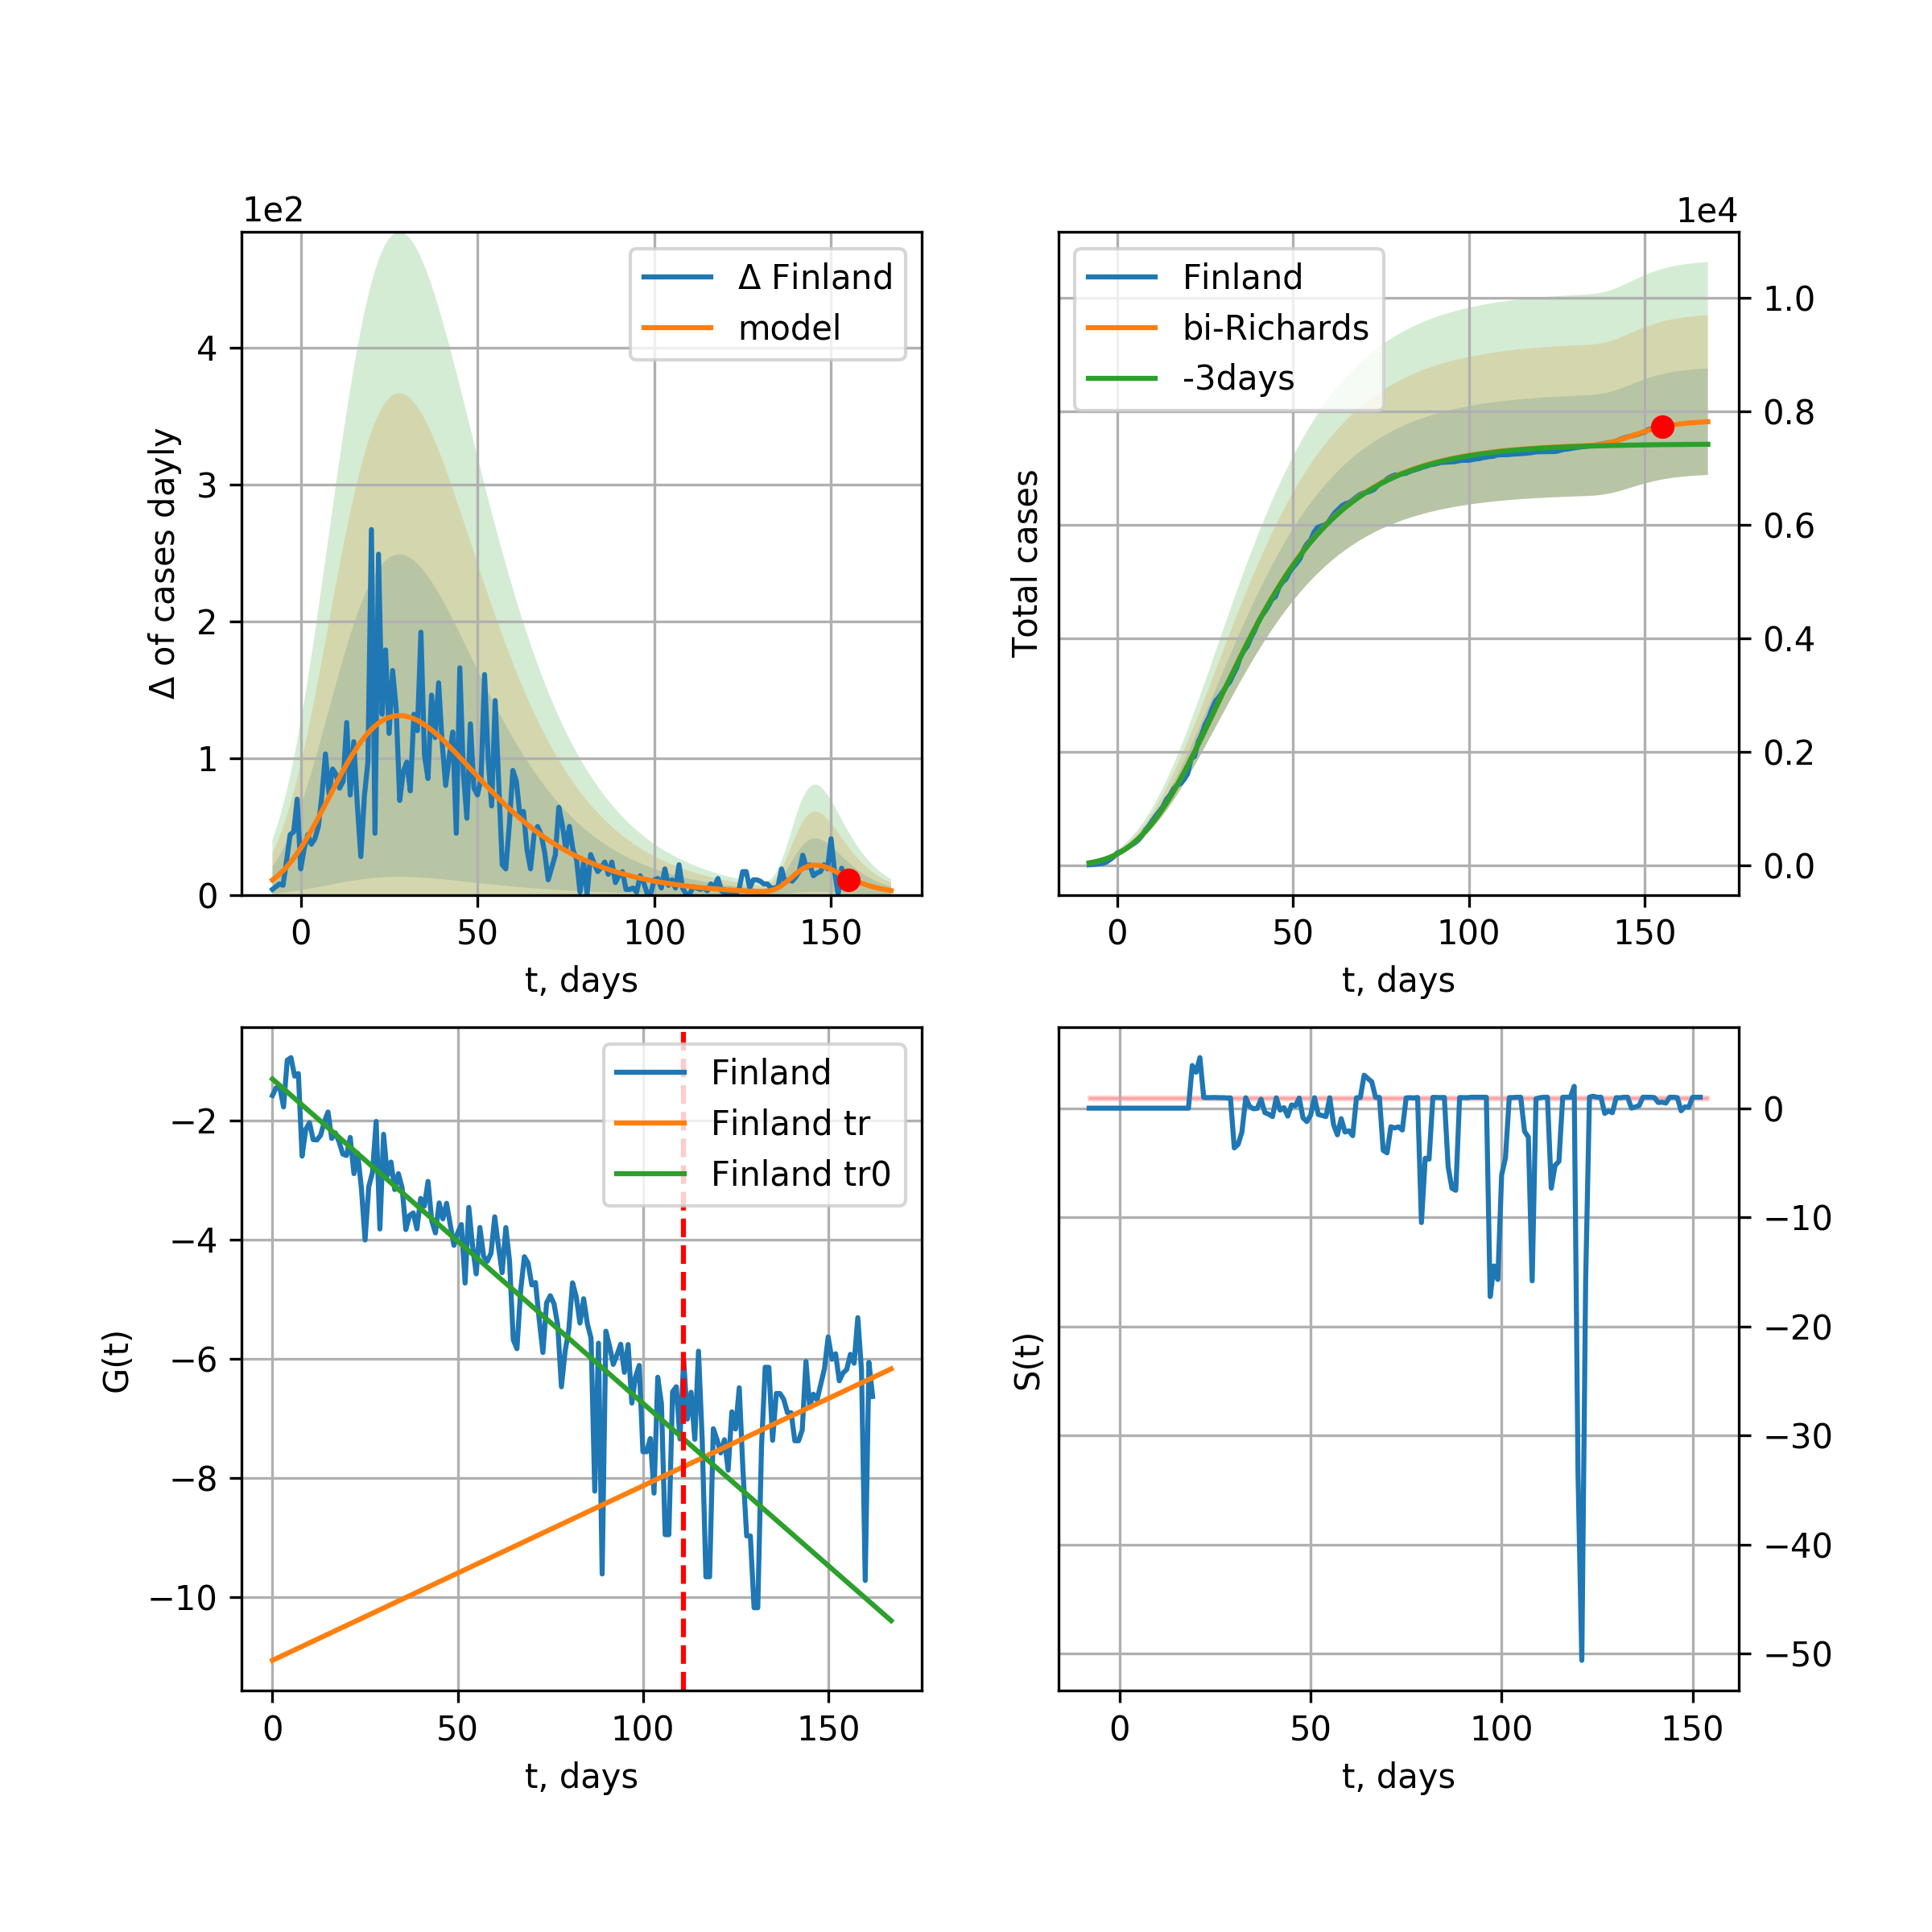 1e2
Δ Finland
model
4
3
2
1
0
Δ of cases dayly
0 50 100 150
t, days
1e4
Finland
bi-Richards
-3days
1.0
0.8
0.6
0.4
0.2
0.0
Total cases
0 50 100 150
t, days
Finland
Finland tr
Finland tr0
−2
−4
−6
−8
−10
G(t)
0 50 100 150
t, days
0
−10
−20
−30
−40
−50
S(t)
0 50 100 150
t, days